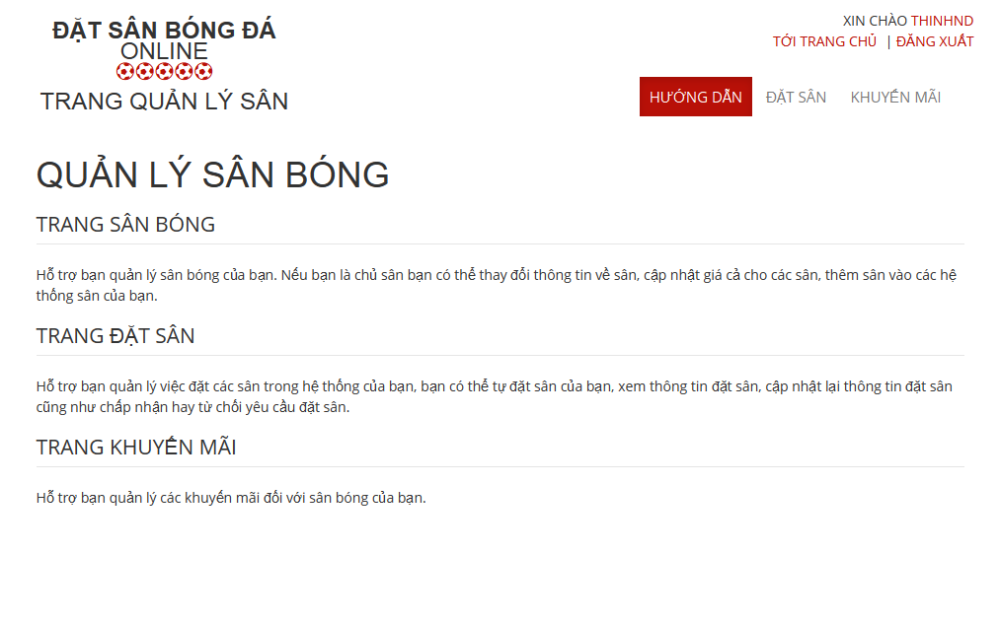 ĐẶT SÂN BÓNG ĐÁ
ONLINE
TRANG QUẢN LÝ SÂN
XIN CHÀO THINHND
TỚI TRANG CHỦ | ĐĂNG XUẤT
HƯỚNG DẪN ĐẶT SÂN KHUYẾN MÃI
QUẢN LÝ SÂN BÓNG
TRANG SÂN BÓNG
Hỗ trợ bạn quản lý sân bóng của bạn. Nếu bạn là chủ sân bạn có thể thay đổi thông tin về sân, cập nhật giá cả cho các sân, thêm sân vào các hệ
thống sân của bạn.
TRANG ĐẶT SÂN
Hỗ trợ bạn quản lý việc đặt các sân trong hệ thống của bạn, bạn có thể tự đặt sân của bạn, xem thông tin đặt sân, cập nhật lại thông tin đặt sân
cũng như chấp nhận hay từ chối yêu cầu đặt sân.
TRANG KHUYẾN MÃI
Hỗ trợ bạn quản lý các khuyến mãi đối với sân bóng của bạn.